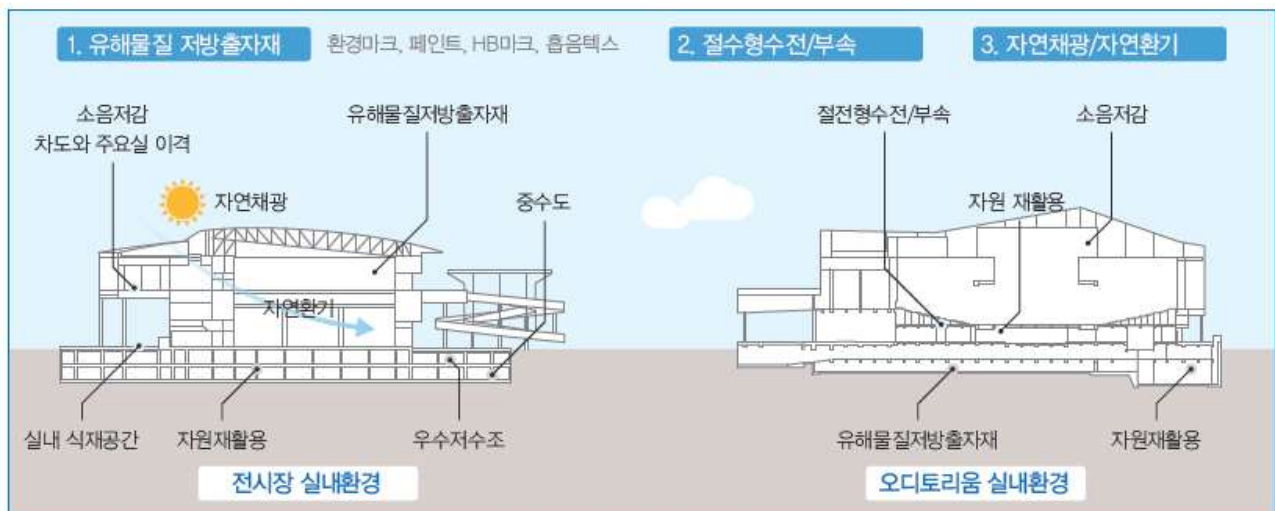 1. 유해물질 저방출자재
환경마크, 페인트, HB마크, 흡음텍스
2. 절수형수전/부속
3. 자연채광/자연환기
소음저감
차도와 주요실 이격
유해물질저방출자재
자연채광
중수도
자연환기
실내 식재공간
자원재활용
우수저수조
전시장 실내환경
절전형수전/부속
소음저감
자원 재활용
유해물질저방출자재
자원재활용
오디토리움 실내환경